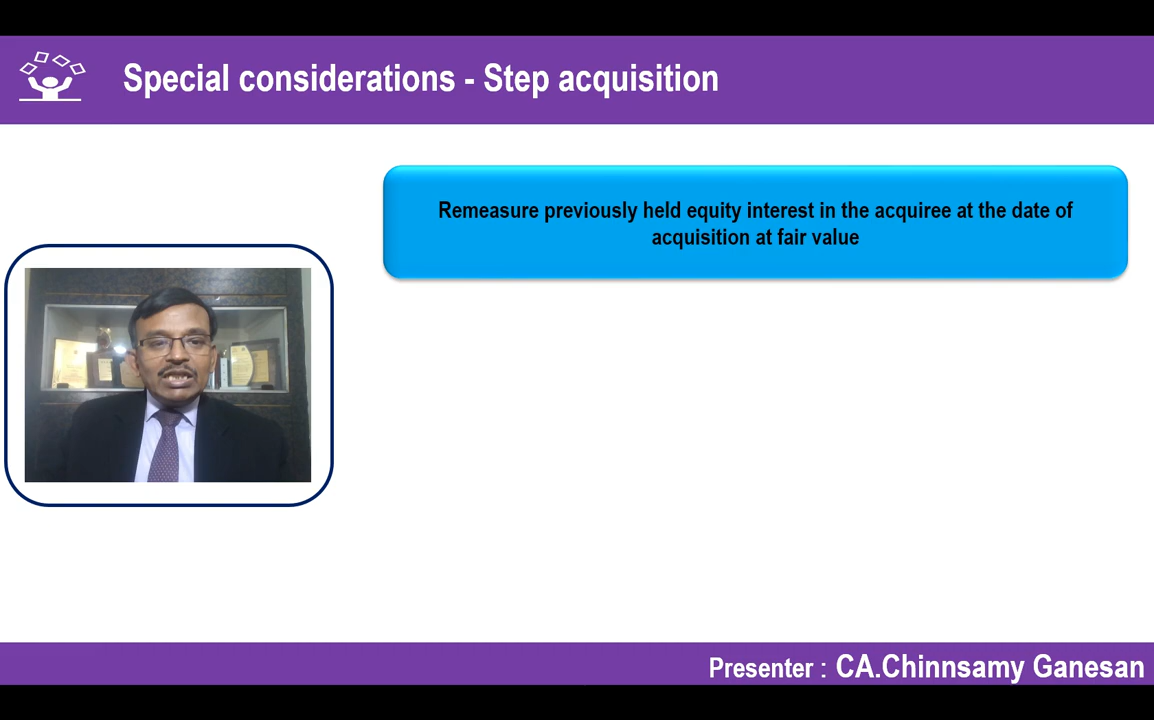 Special considerations - Step acquisition
Remeasure previously held equity interest in the acquiree at the date of
acquisition at fair value
Presenter : CA.Chinnsamy Ganesan